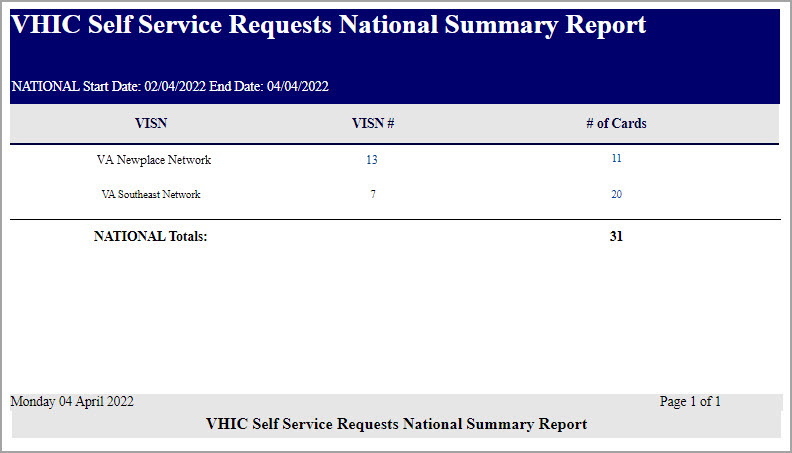 VHIC Self Service Requests National Summary Report
NATIONAL Start Date: 02/04/2022 End Date: 04/04/2022
VISN VISN # # of Cards
VA Newplace Network 13 11
VA Southeast Network 7 20
NATIONAL Totals: 31
Monday 04 April 2022 Page 1 of 1
VHIC Self Service Requests National Summary Report